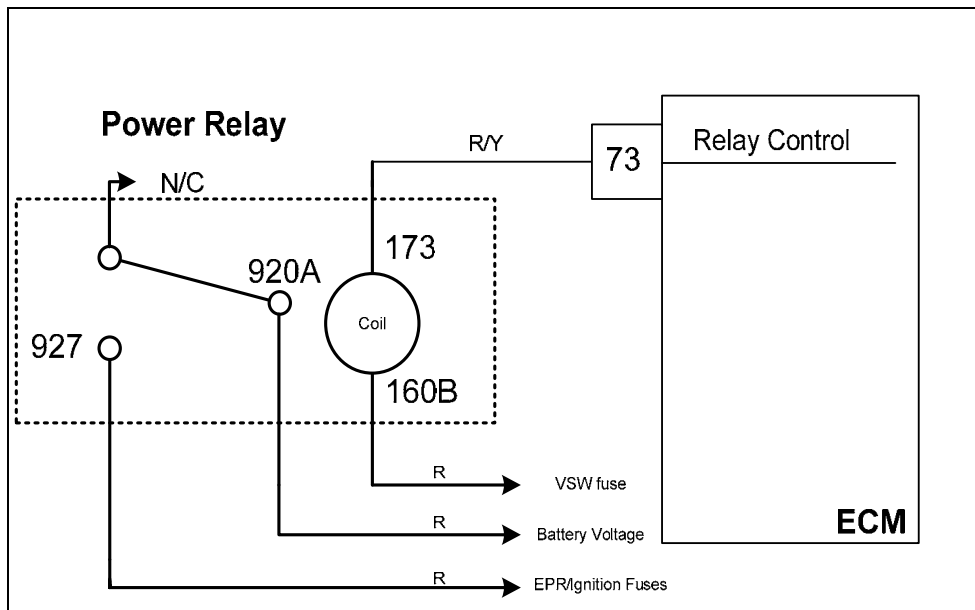 Power Relay
R/Y
73
Relay Control
N/C
173
920A
927
Coil
160B
R
VSW fuse
R
Battery Voltage
ECM
R
EPR/Ignition Fuses